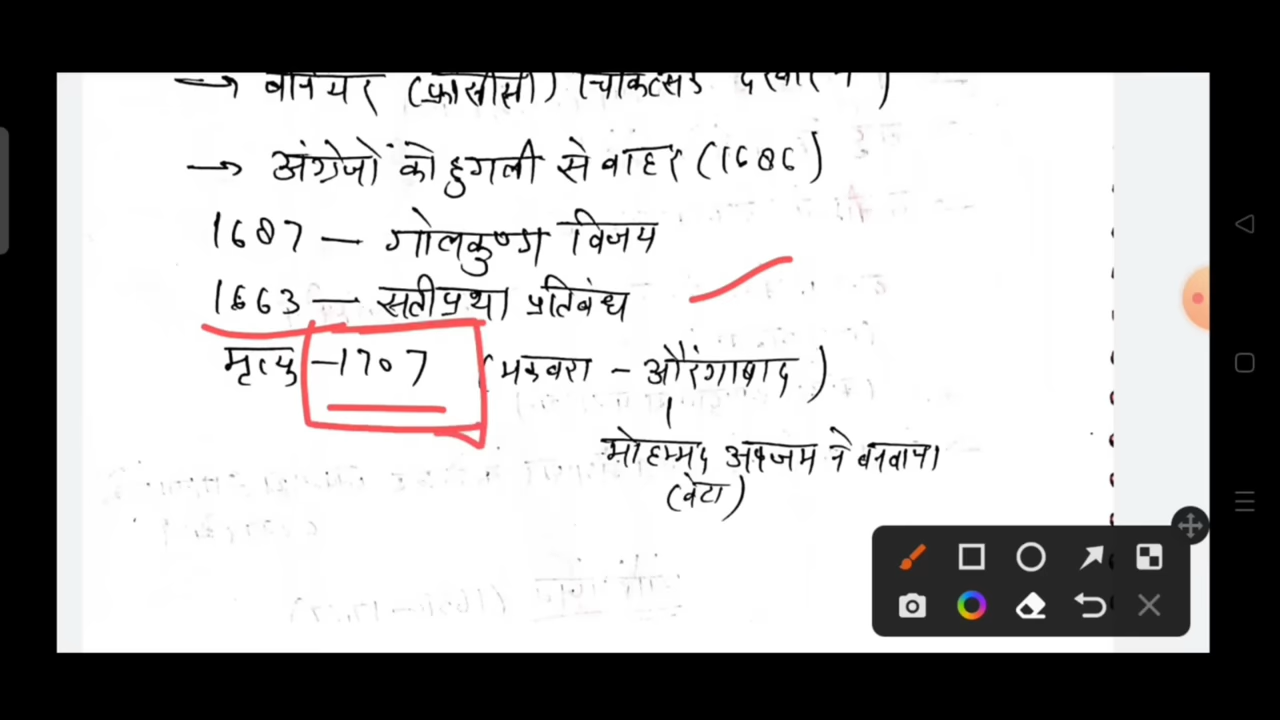 → बर्नियर (फ्रांसीसी) (चिकित्सक दरबार में)
→ अंग्रेजों को हुगली से बाहर (1686)
1687 — गोलकुण्डा विजय
1663 — सतीप्रथा प्रतिबंध
मृत्यु - 1707 (मकबरा - औरंगाबाद)
मोहम्मद आजम ने बनवाया
(बेटा)